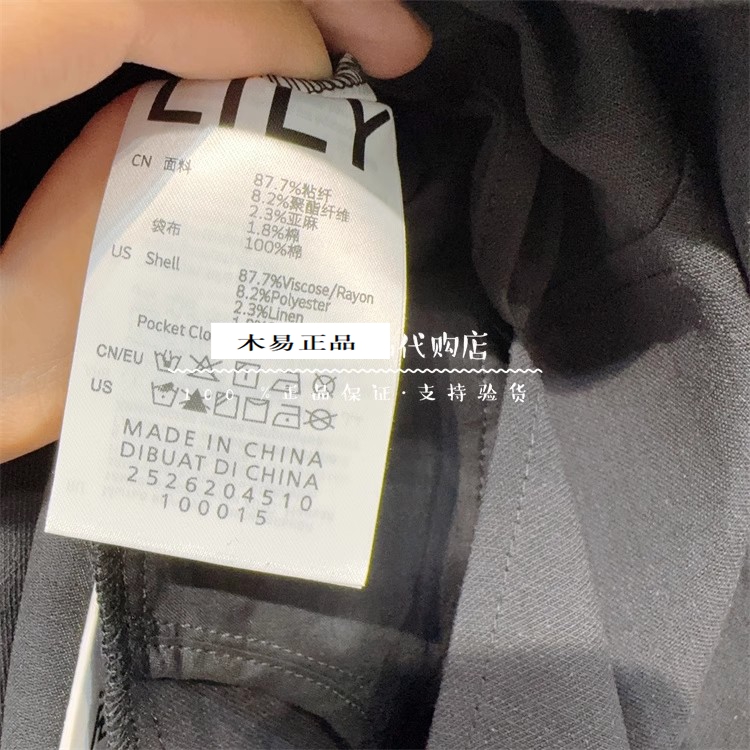 LILY
CN 面料
87.7%粘纤
8.2%聚酯纤维
2.3%亚麻
1.8%棉
袋布 100%棉
US Shell
87.7%Viscose/Rayon
8.2%Polyester
2.3%Linen
Pocket Clo
木易正品 代购店
CN/EU
100%正品保证·支持验货
US
MADE IN CHINA
DIBUAT DI CHINA
2526204510
100015